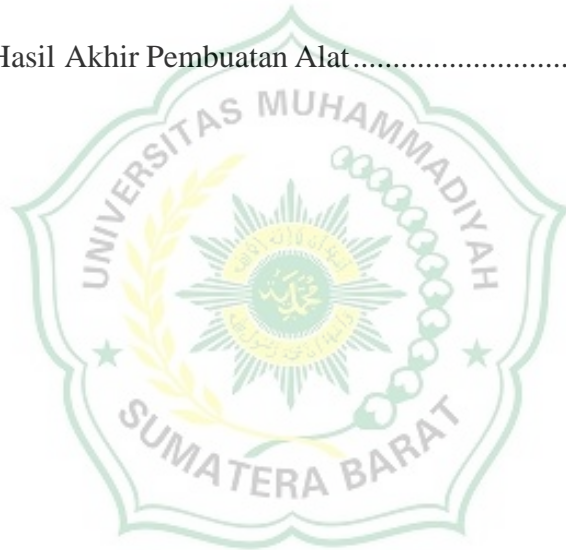 Hasil Akhir Pembuatan Alat............................
UNIVERSITAS MUHAMMADIYAH
SUMATERA BARAT